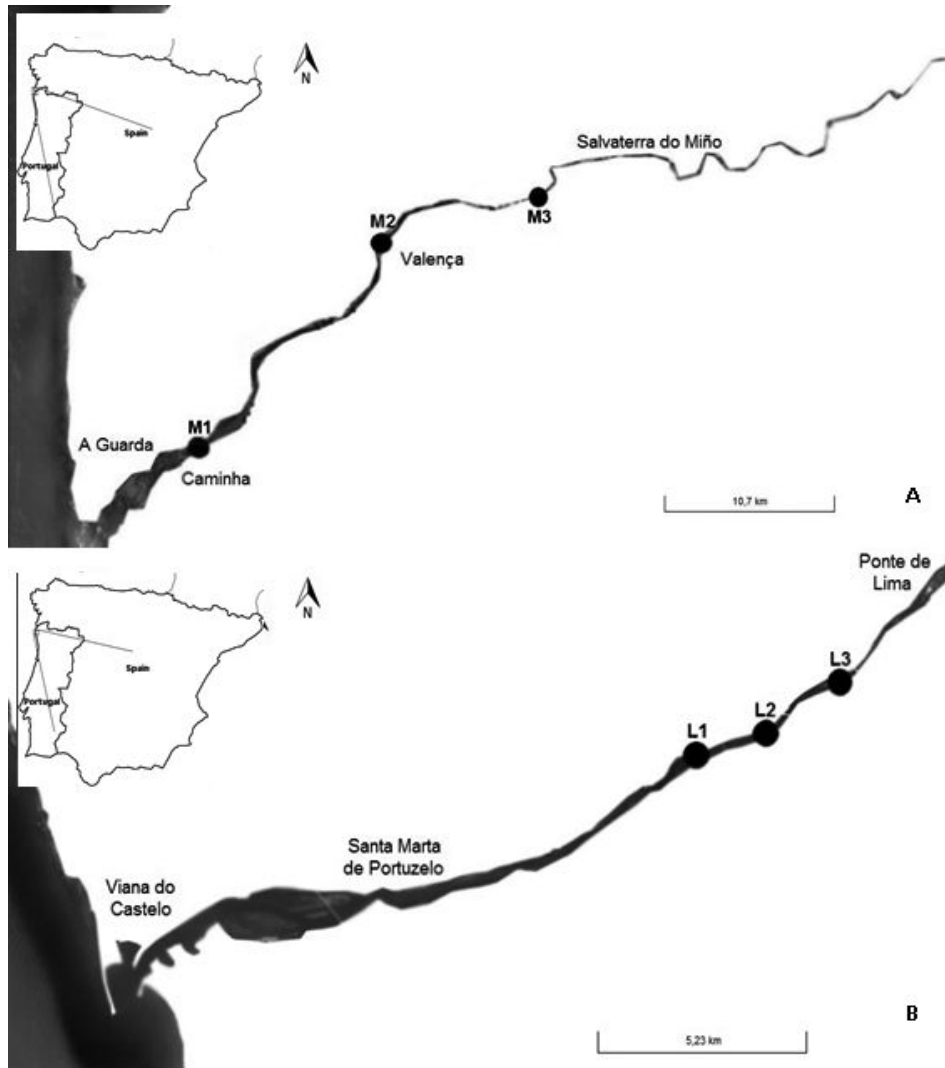 N
Spain
Portugal
Salvaterra do Miño
M3
M2
Valença
M1
A Guarda
Caminha
10,7 km
A
N
Spain
Portugal
Ponte de
Lima
L3
L2
L1
Santa Marta
de Portuzelo
Viana do
Castelo
5,23 km
B